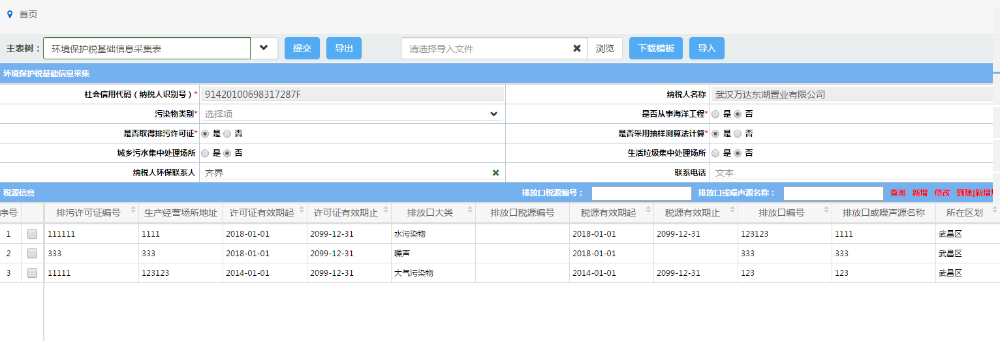 首页
主表树： 环境保护税基础信息采集表 提交 导出 请选择导入文件 浏览 下载模板 导入
环境保护税基础信息采集
社会信用代码（纳税人识别号）* 91420100698317287F 纳税人名称 武汉万达东湖置业有限公司
污染物类别* 选择项 是否从事海洋工程* 是 否
是否取得排污许可证* 是 否 是否采用抽样测算法计算* 是 否
城乡污水集中处理场所 是 否 生活垃圾集中处理场所 是 否
纳税人环保联系人 齐界 联系电话 文本
税源信息 排放口税源编号： 排放口或噪声源名称： 查询 新增 修改 删除[新增
序号 排污许可证编号 生产经营场所地址 许可证有效期起 许可证有效期止 排放口大类 排放口税源编号 税源有效期起 税源有效期止 排放口编号 排放口或噪声源名称 所在区划
1 111111 1111 2018-01-01 2099-12-31 水污染物 2018-01-01 2099-12-31 123123 1111 武昌区
2 333 333 2018-01-01 2099-12-31 噪声 2018-01-01 333 333 武昌区
3 11111 123123 2014-01-01 2099-12-31 大气污染物 2014-01-01 2099-12-31 123 123 武昌区